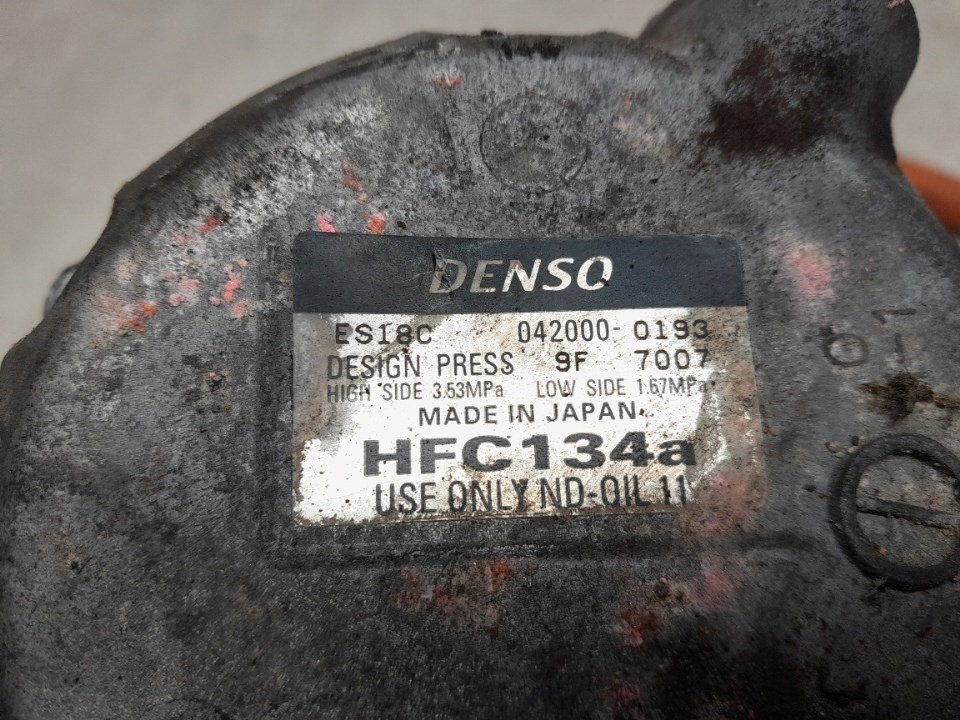 DENSO
ES18C 042000-0193
DESIGN PRESS 9F 7007
HIGH SIDE 3.53MPa LOW SIDE 1.67MPa
MADE IN JAPAN
HFC134a
USE ONLY ND-OIL 11